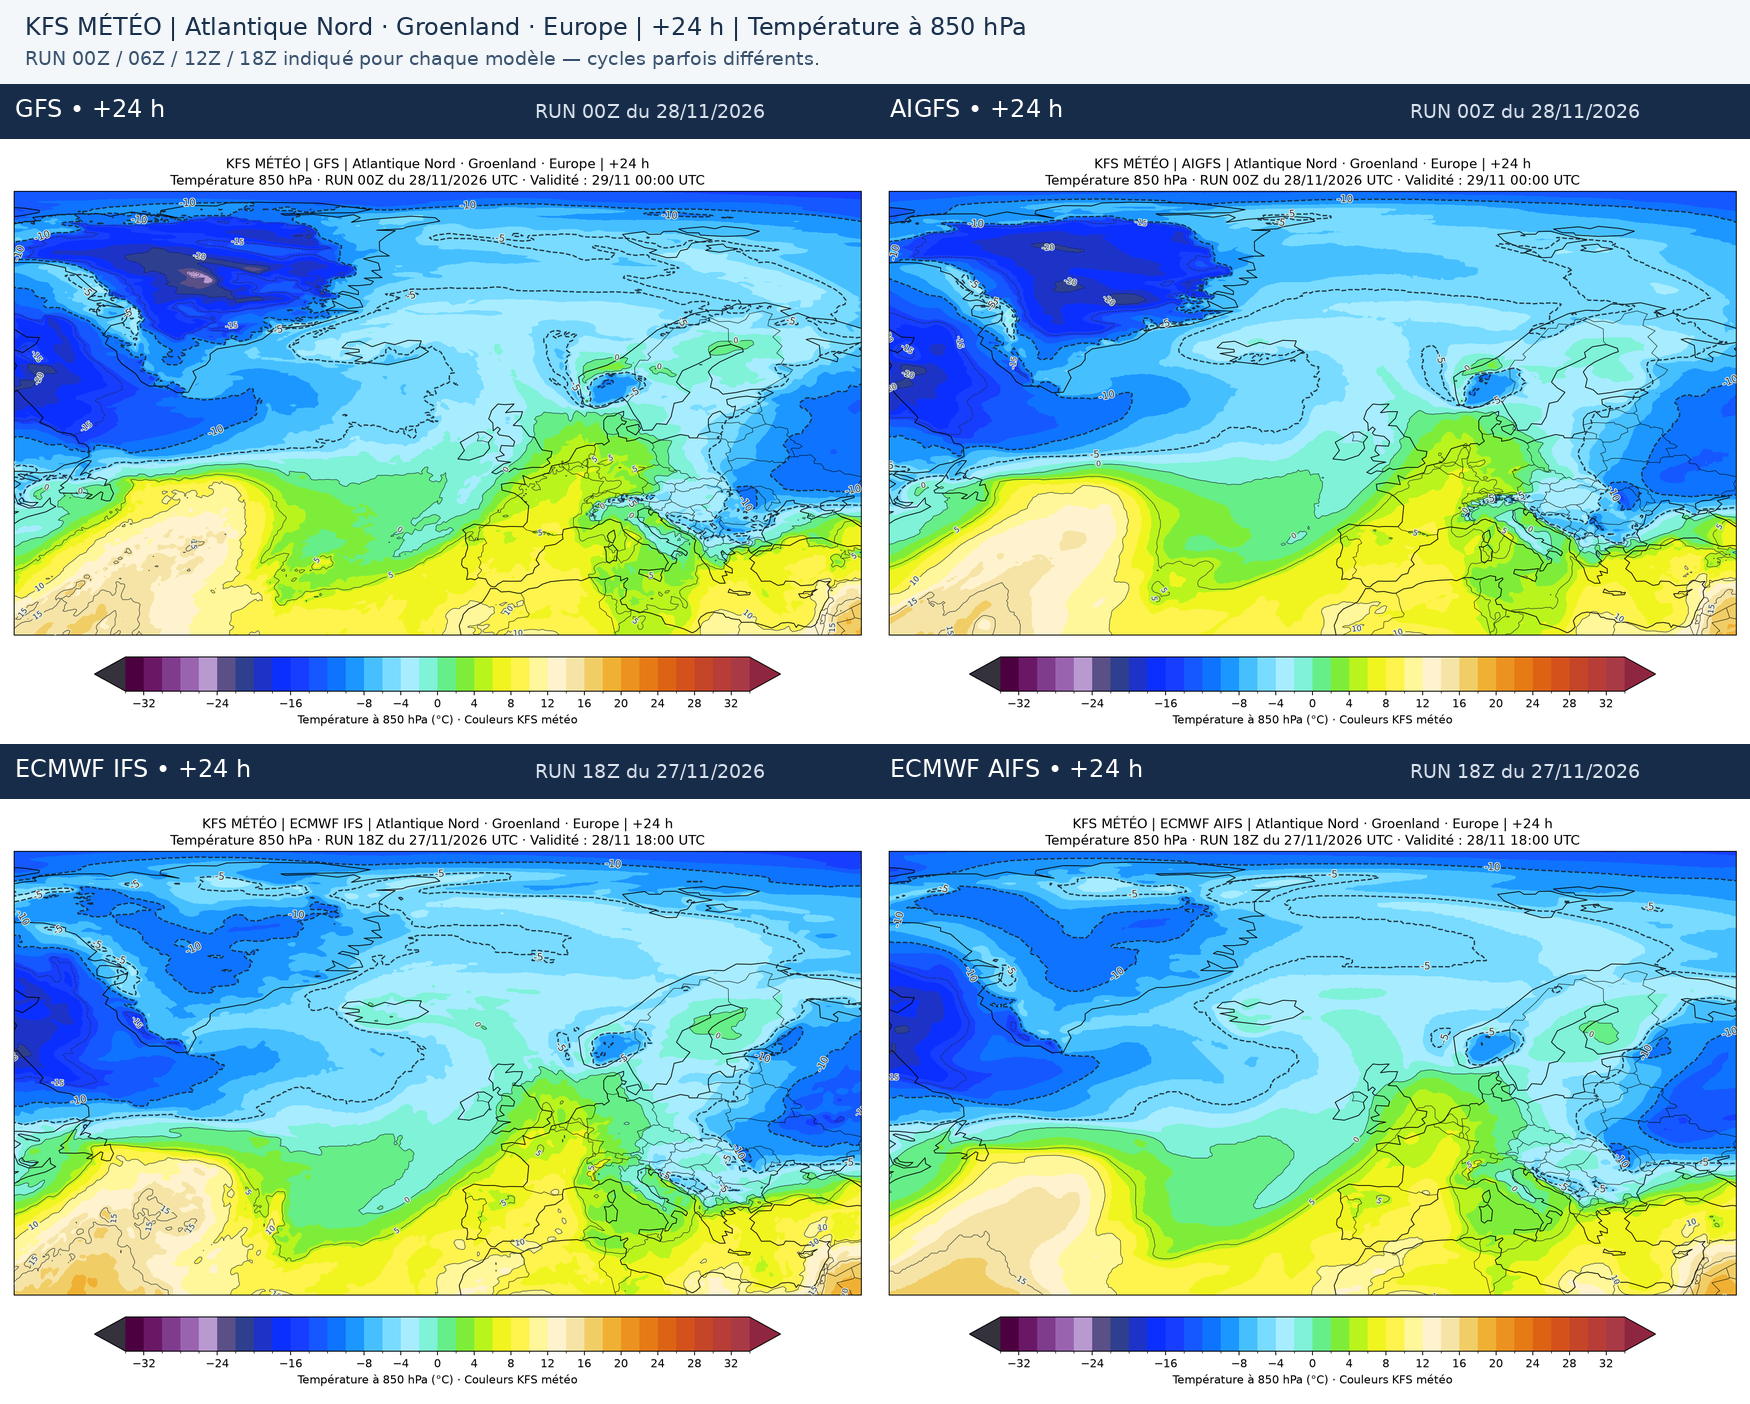 KFS MÉTÉO | Atlantique Nord · Groenland · Europe | +24 h | Température à 850 hPa
RUN 00Z / 06Z / 12Z / 18Z indiqué pour chaque modèle — cycles parfois différents.
GFS • +24 h
RUN 00Z du 28/11/2026
AIGFS • +24 h
RUN 00Z du 28/11/2026
KFS MÉTÉO | GFS | Atlantique Nord · Groenland · Europe | +24 h
Température 850 hPa · RUN 00Z du 28/11/2026 UTC · Validité : 29/11 00:00 UTC
KFS MÉTÉO | AIGFS | Atlantique Nord · Groenland · Europe | +24 h
Température 850 hPa · RUN 00Z du 28/11/2026 UTC · Validité : 29/11 00:00 UTC
−32 −24 −16 −8 −4 0 4 8 12 16 20 24 28 32
Température à 850 hPa (°C) · Couleurs KFS météo
−32 −24 −16 −8 −4 0 4 8 12 16 20 24 28 32
Température à 850 hPa (°C) · Couleurs KFS météo
ECMWF IFS • +24 h
RUN 18Z du 27/11/2026
ECMWF AIFS • +24 h
RUN 18Z du 27/11/2026
KFS MÉTÉO | ECMWF IFS | Atlantique Nord · Groenland · Europe | +24 h
Température 850 hPa · RUN 18Z du 27/11/2026 UTC · Validité : 28/11 18:00 UTC
KFS MÉTÉO | ECMWF AIFS | Atlantique Nord · Groenland · Europe | +24 h
Température 850 hPa · RUN 18Z du 27/11/2026 UTC · Validité : 28/11 18:00 UTC
−32 −24 −16 −8 −4 0 4 8 12 16 20 24 28 32
Température à 850 hPa (°C) · Couleurs KFS météo
−32 −24 −16 −8 −4 0 4 8 12 16 20 24 28 32
Température à 850 hPa (°C) · Couleurs KFS météo